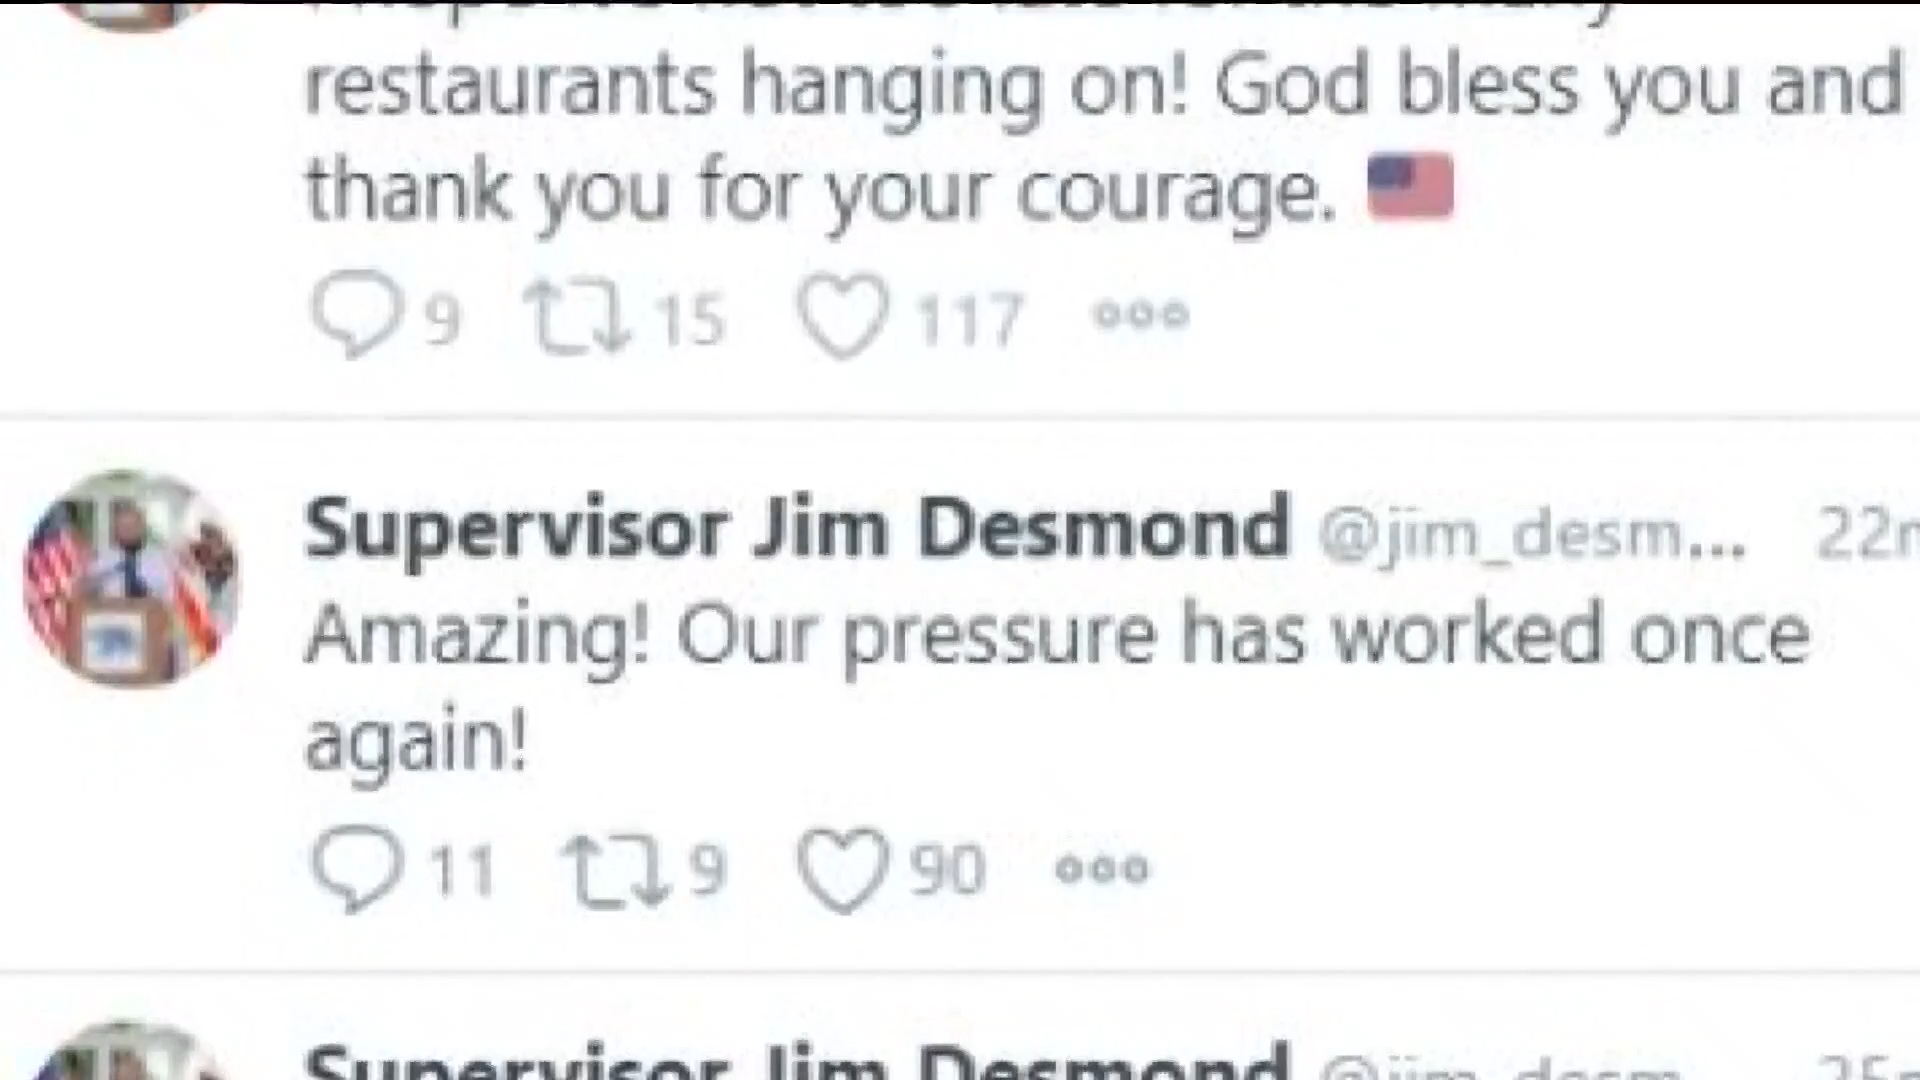 restaurants hanging on! God bless you and
thank you for your courage.
9 15 117
Supervisor Jim Desmond @jim_desm... 22m
Amazing! Our pressure has worked once
again!
11 9 90
Supervisor Jim Desmond @jim_desm... 25m